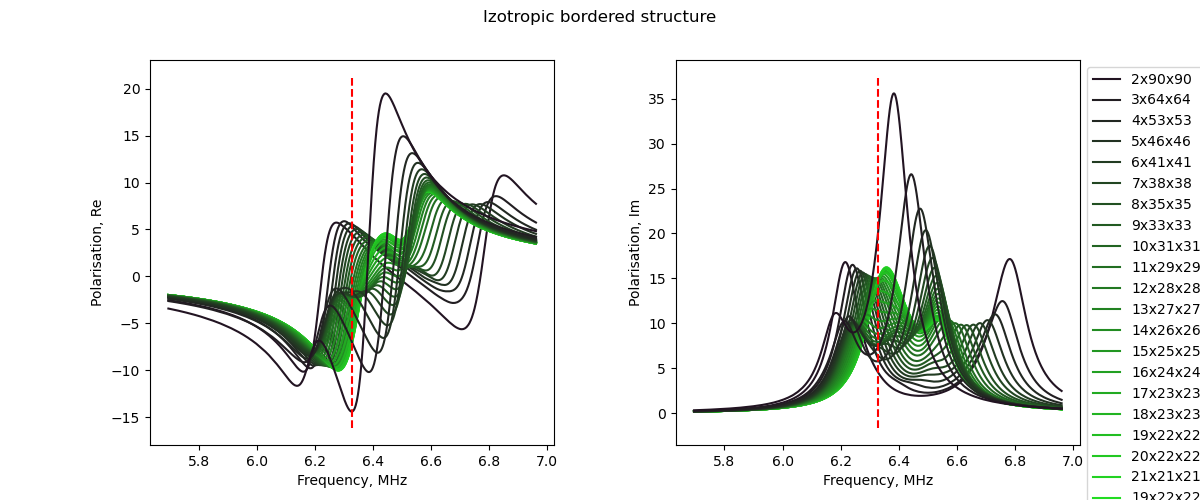 Izotropic bordered structure
Polarisation, Re
20
15
10
5
0
−5
−10
−15
5.8 6.0 6.2 6.4 6.6 6.8 7.0
Frequency, MHz
Polarisation, Im
35
30
25
20
15
10
5
0
5.8 6.0 6.2 6.4 6.6 6.8 7.0
Frequency, MHz
2x90x90
3x64x64
4x53x53
5x46x46
6x41x41
7x38x38
8x35x35
9x33x33
10x31x31
11x29x29
12x28x28
13x27x27
14x26x26
15x25x25
16x24x24
17x23x23
18x23x23
19x22x22
20x22x22
21x21x21
19x22x22